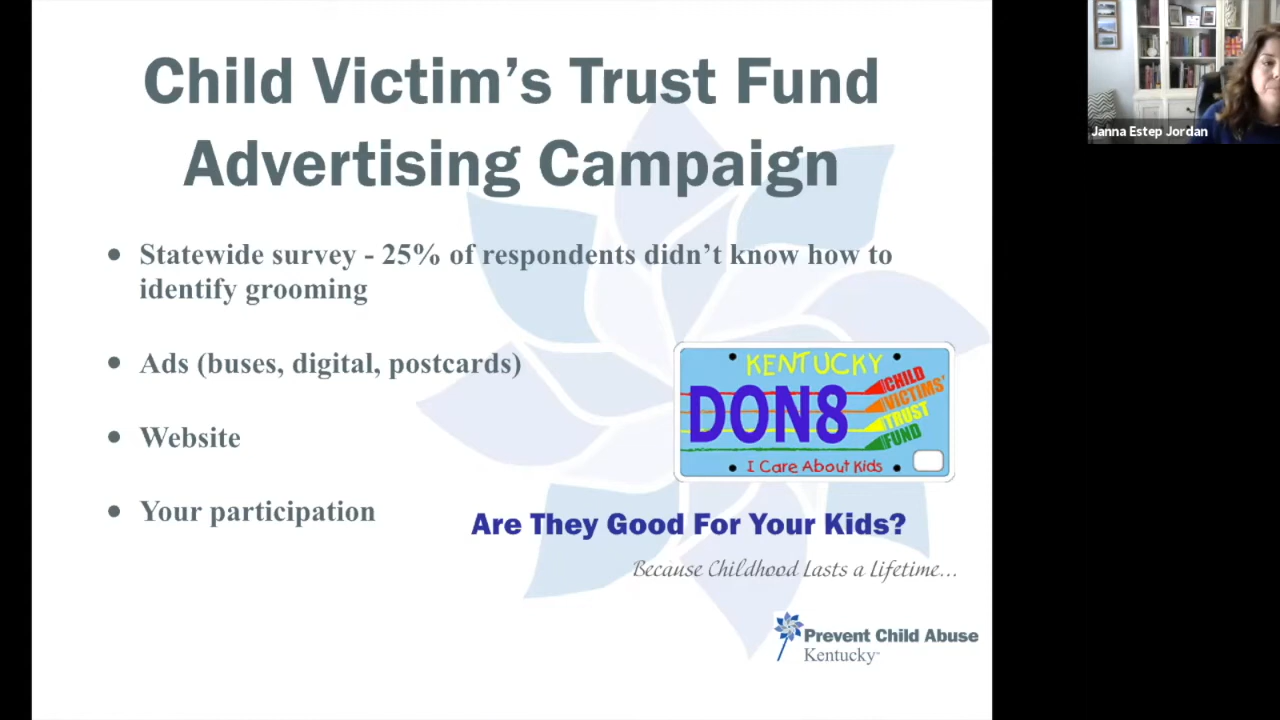 Child Victim’s Trust Fund
Advertising Campaign
• Statewide survey - 25% of respondents didn’t know how to
identify grooming
• Ads (buses, digital, postcards)
• Website
• Your participation
KENTUCKY
DON8
CHILD
VICTIMS'
TRUST
FUND
I Care About Kids
Are They Good For Your Kids?
Because Childhood Lasts a Lifetime...
Prevent Child Abuse
Kentucky™
Janna Estep Jordan